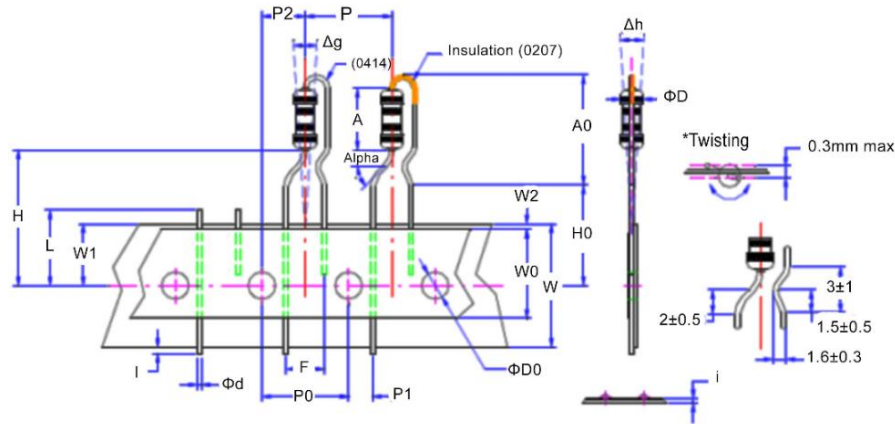 P2
P
Δg
(0414)
Insulation (0207)
A
Alpha
A0
H
L
W1
W2
H0
W0
W
I
Φd
F
P0
P1
ΦD0
Δh
ΦD
*Twisting
0.3mm max
3±1
2±0.5
1.5±0.5
1.6±0.3
i